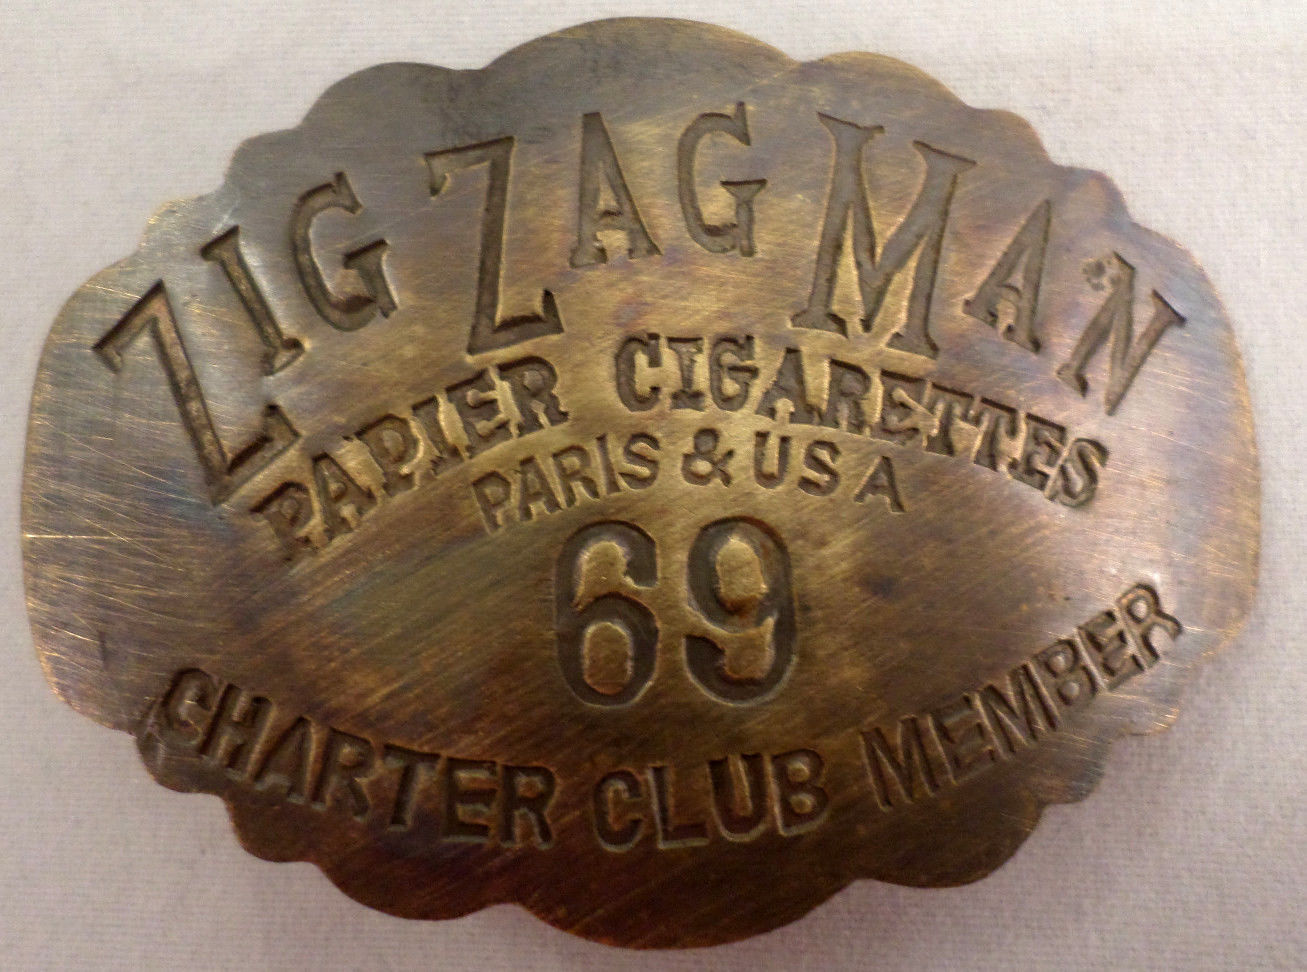 ZIG ZAG MAN
PAPIER CIGARETTES
PARIS & USA
69
CHARTER CLUB MEMBER